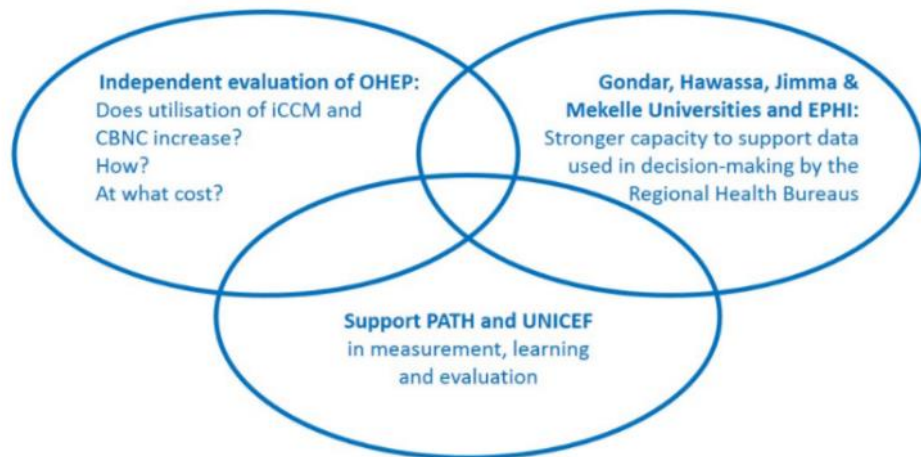 Independent evaluation of OHEP:
Does utilisation of iCCM and
CBNC increase?
How?
At what cost?
Gondar, Hawassa, Jimma &
Mekelle Universities and EPHI:
Stronger capacity to support data
used in decision-making by the
Regional Health Bureaus
Support PATH and UNICEF
in measurement, learning
and evaluation